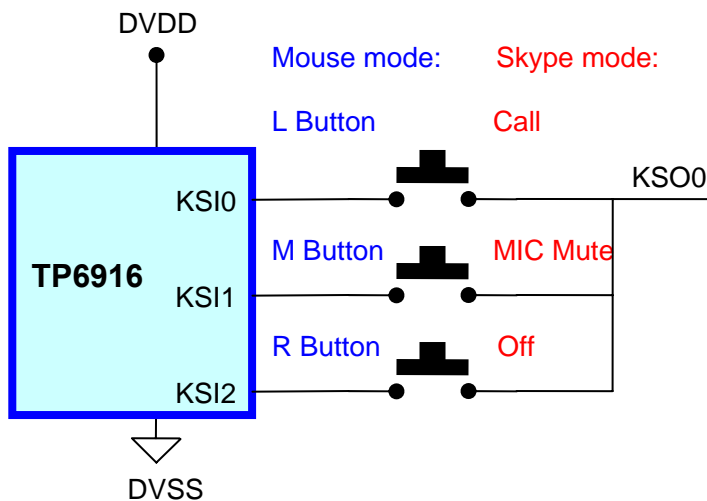 DVDD
Mouse mode: Skype mode:
L Button Call
KSO0
KSI0
M Button MIC Mute
TP6916
KSI1
R Button Off
KSI2
DVSS